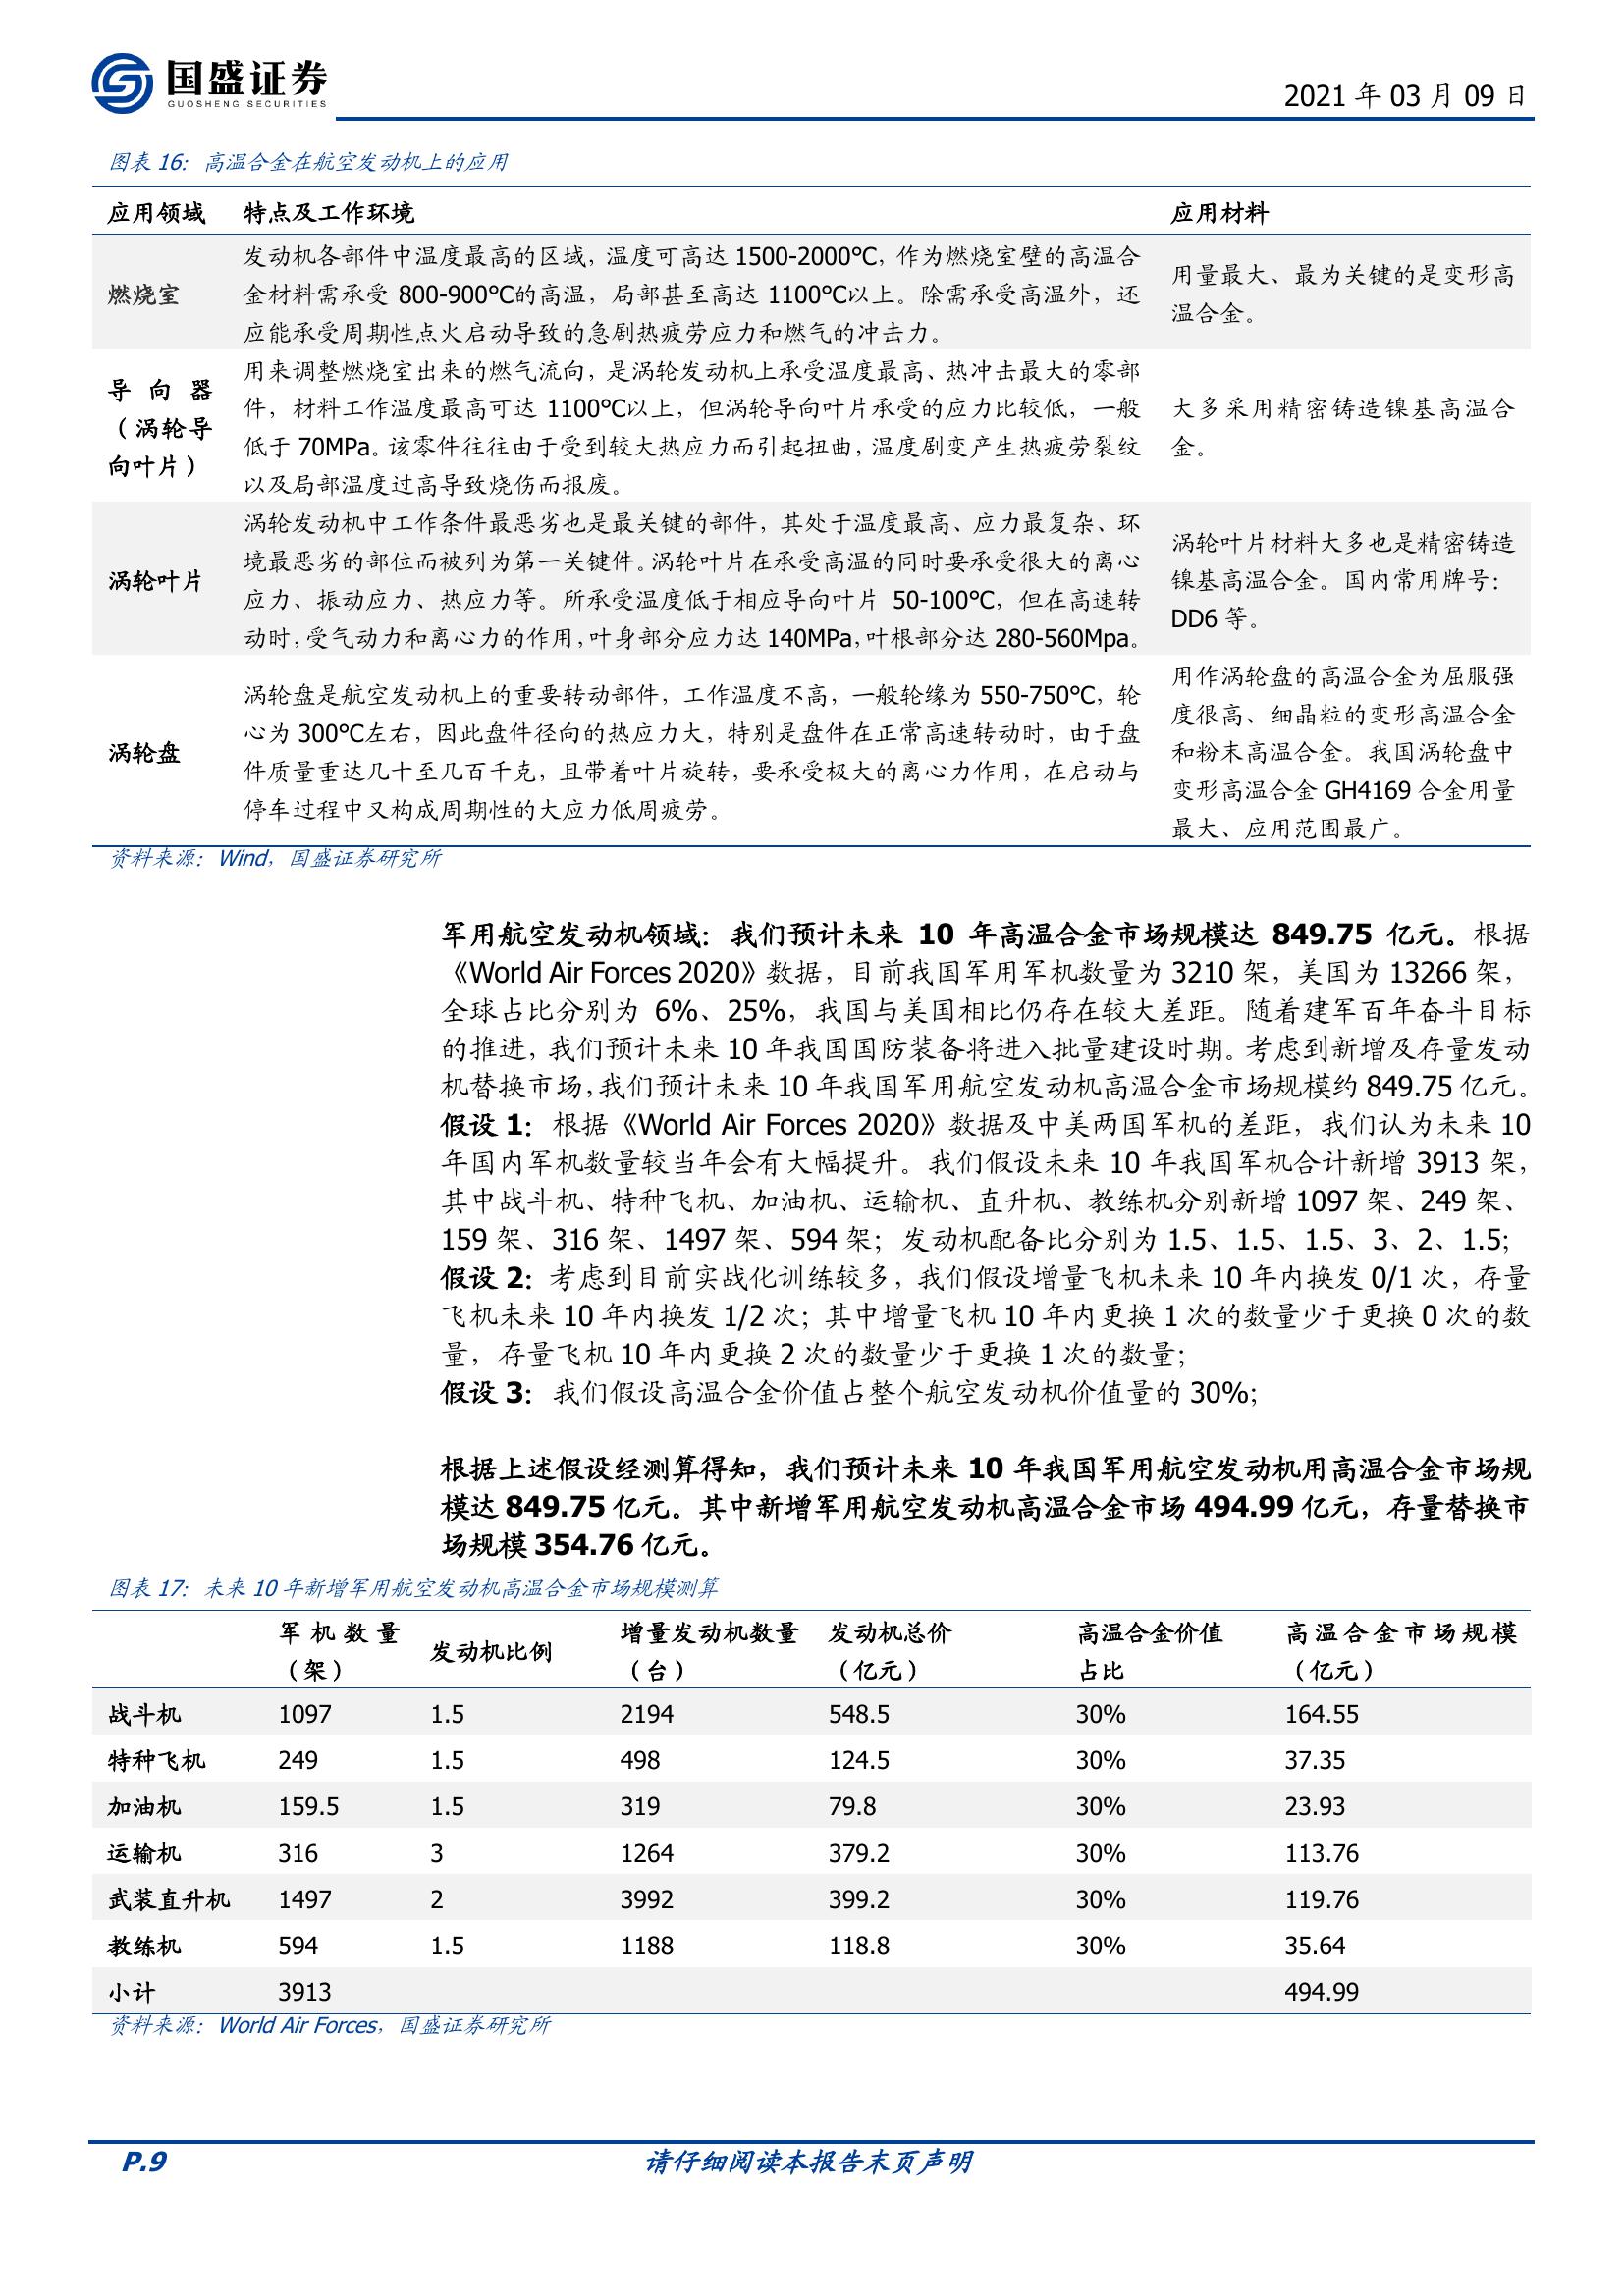 国盛证券
GUOSHENG SECURITIES
2021 年 03 月 09 日
图表 16：高温合金在航空发动机上的应用
应用领域 特点及工作环境 应用材料
发动机各部件中温度最高的区域，温度可高达 1500-2000℃，作为燃烧室壁的高温合
燃烧室 金材料需承受 800-900℃的高温，局部甚至高达 1100℃以上。除需承受高温外，还
应能承受周期性点火启动导致的急剧热疲劳应力和燃气的冲击力。
用量最大、最为关键的是变形高
温合金。
导向器
（涡轮导
向叶片）
用来调整燃烧室出来的燃气流向，是涡轮发动机上承受温度最高、热冲击最大的零部
件，材料工作温度最高可达 1100℃以上，但涡轮导向叶片承受的应力比较低，一般
低于 70MPa。该零件往往由于受到较大热应力而引起扭曲，温度剧变产生热疲劳裂纹
以及局部温度过高导致烧伤而报废。
大多采用精密铸造镍基高温合
金。
涡轮叶片
涡轮发动机中工作条件最恶劣也是最关键的部件，其处于温度最高、应力最复杂、环
境最恶劣的部位而被列为第一关键件。涡轮叶片在承受高温的同时要承受很大的离心
应力、振动应力、热应力等。所承受温度低于相应导向叶片 50-100℃，但在高速转
动时，受气动力和离心力的作用，叶身部分应力达 140MPa，叶根部分达 280-560Mpa。
涡轮叶片材料大多也是精密铸造
镍基高温合金。国内常用牌号：
DD6 等。
涡轮盘
涡轮盘是航空发动机上的重要转动部件，工作温度不高，一般轮缘为 550-750℃，轮
心为 300℃左右，因此盘件径向的热应力大，特别是盘件在正常高速转动时，由于盘
件质量重达几十至几百千克，且带着叶片旋转，要承受极大的离心力作用，在启动与
停车过程中又构成周期性的大应力低周疲劳。
用作涡轮盘的高温合金为屈服强
度很高、细晶粒的变形高温合金
和粉末高温合金。我国涡轮盘中
变形高温合金 GH4169 合金用量
最大、应用范围最广。
资料来源：Wind，国盛证券研究所
军用航空发动机领域：我们预计未来 10 年高温合金市场规模达 849.75 亿元。根据
《World Air Forces 2020》数据，目前我国军用军机数量为 3210 架，美国为 13266 架，
全球占比分别为 6%、25%，我国与美国相比仍存在较大差距。随着建军百年奋斗目标
的推进，我们预计未来 10 年我国国防装备将进入批量建设时期。考虑到新增及存量发动
机替换市场，我们预计未来 10 年我国军用航空发动机高温合金市场规模约 849.75 亿元。
假设 1：根据《World Air Forces 2020》数据及中美两国军机的差距，我们认为未来 10
年国内军机数量较当年会有大幅提升。我们假设未来 10 年我国军机合计新增 3913 架，
其中战斗机、特种飞机、加油机、运输机、直升机、教练机分别新增 1097 架、249 架、
159 架、316 架、1497 架、594 架；发动机配备比分别为 1.5、1.5、1.5、3、2、1.5；
假设 2：考虑到目前实战化训练较多，我们假设增量飞机未来 10 年内换发 0/1 次，存量
飞机未来 10 年内换发 1/2 次；其中增量飞机 10 年内更换 1 次的数量少于更换 0 次的数
量，存量飞机 10 年内更换 2 次的数量少于更换 1 次的数量；
假设 3：我们假设高温合金价值占整个航空发动机价值量的 30%；
根据上述假设经测算得知，我们预计未来 10 年我国军用航空发动机用高温合金市场规
模达 849.75 亿元。其中新增军用航空发动机高温合金市场 494.99 亿元，存量替换市
场规模 354.76 亿元。
图表 17：未来 10 年新增军用航空发动机高温合金市场规模测算
军机数量（架） 发动机比例 增量发动机数量（台） 发动机总价（亿元） 高温合金价值占比 高温合金市场规模（亿元）
战斗机 1097 1.5 2194 548.5 30% 164.55
特种飞机 249 1.5 498 124.5 30% 37.35
加油机 159.5 1.5 319 79.8 30% 23.93
运输机 316 3 1264 379.2 30% 113.76
武装直升机 1497 2 3992 399.2 30% 119.76
教练机 594 1.5 1188 118.8 30% 35.64
小计 3913 494.99
资料来源：World Air Forces，国盛证券研究所
P.9 请仔细阅读本报告末页声明